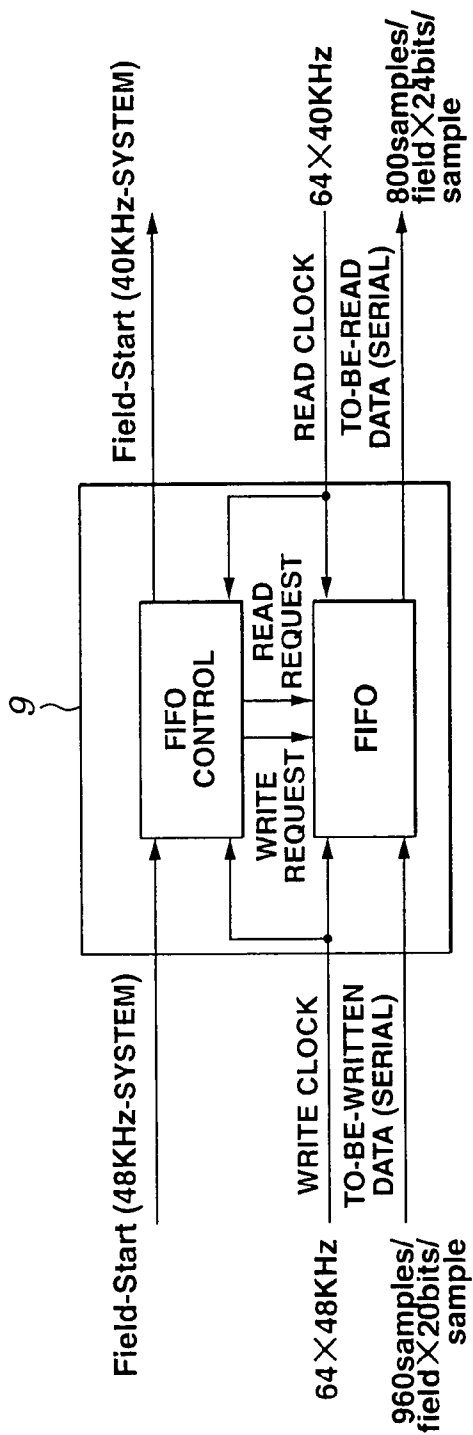 9
Field-Start (48KHz-SYSTEM)
Field-Start (40KHz-SYSTEM)
FIFO
CONTROL
WRITE
REQUEST
READ
REQUEST
FIFO
64×48KHz
WRITE CLOCK
TO-BE-WRITTEN
DATA (SERIAL)
960samples/
field×20bits/
sample
READ CLOCK
64×40KHz
TO-BE-READ
DATA (SERIAL)
800samples/
field×24bits/
sample